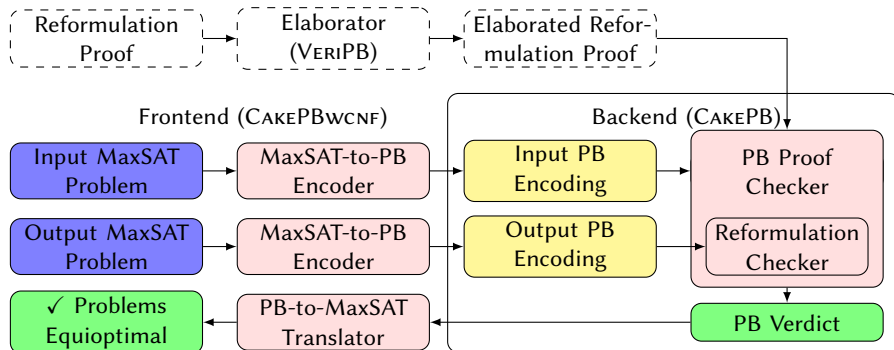 Reformulation
Proof
Elaborator
(VERIPB)
Elaborated Refor-
mulation Proof
Frontend (CAKEPBWCNF)
Backend (CAKEPB)
Input MaxSAT
Problem
MaxSAT-to-PB
Encoder
Input PB
Encoding
PB Proof
Checker
Output MaxSAT
Problem
MaxSAT-to-PB
Encoder
Output PB
Encoding
Reformulation
Checker
✓ Problems
Equioptimal
PB-to-MaxSAT
Translator
PB Verdict